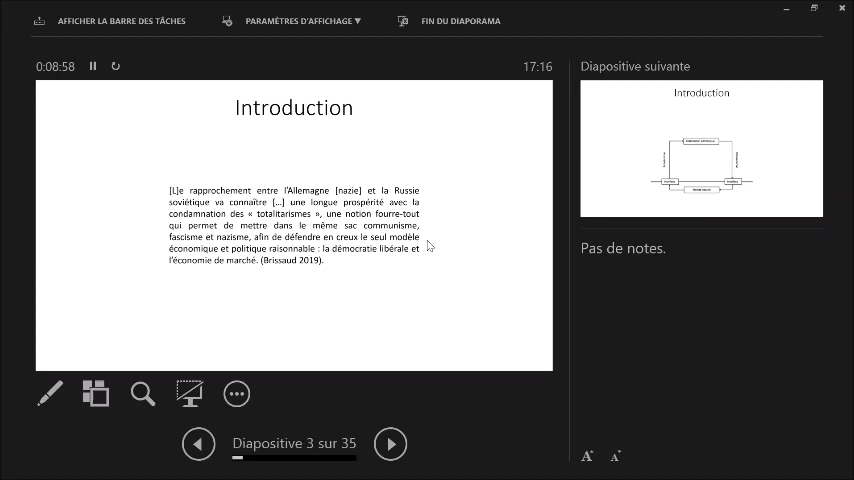 AFFICHER LA BARRE DES TÂCHES PARAMÈTRES D'AFFICHAGE ▼ FIN DU DIAPORAMA
0:08:58 17:16
Introduction
[L]e rapprochement entre l'Allemagne [nazie] et la Russie
soviétique va connaître […] une longue prospérité avec la
condamnation des « totalitarismes », une notion fourre-tout
qui permet de mettre dans le même sac communisme,
fascisme et nazisme, afin de défendre en creux le seul modèle
économique et politique raisonnable : la démocratie libérale et
l'économie de marché. (Brissaud 2019).
Diapositive 3 sur 35
Diapositive suivante
Introduction
Interface Interface
Pas de notes.
A A